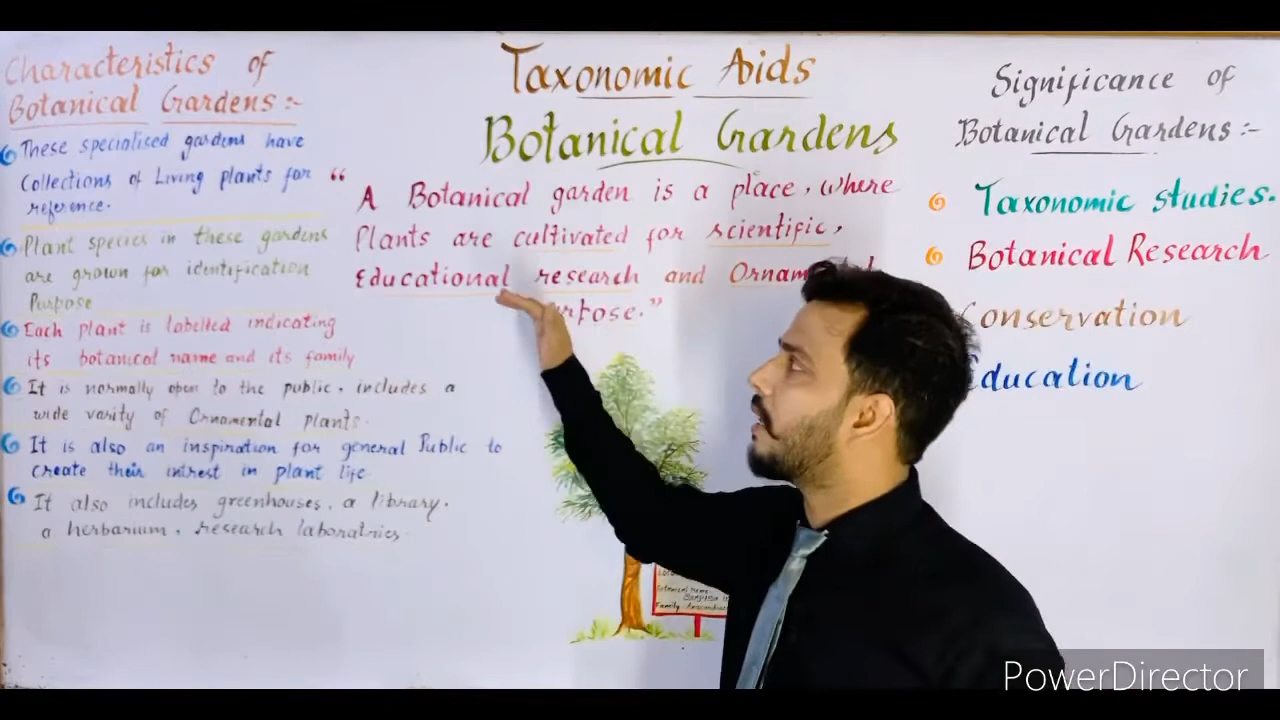 Characteristics of
Botanical Gardens :-
These specialised gardens have
Collections of Living plants for
reference.
Plant species in these gardens
are grown for identification
Purpose
Each plant is labelled indicating
its botanical name and its family
It is normally open to the public, includes a
wide varity of Ornamental plants.
It is also an inspiration for general Public to
create their intrest in plant life
It also includes greenhouses, a library,
a herbarium, research laboratries.
Taxonomic Aids
Botanical Gardens
“ A Botanical garden is a place, where
Plants are cultivated for scientific,
Educational research and
”
Family:
Significance of
Botanical Gardens :-
Taxonomic studies.
Botanical Research
Conservation
Education
PowerDirector